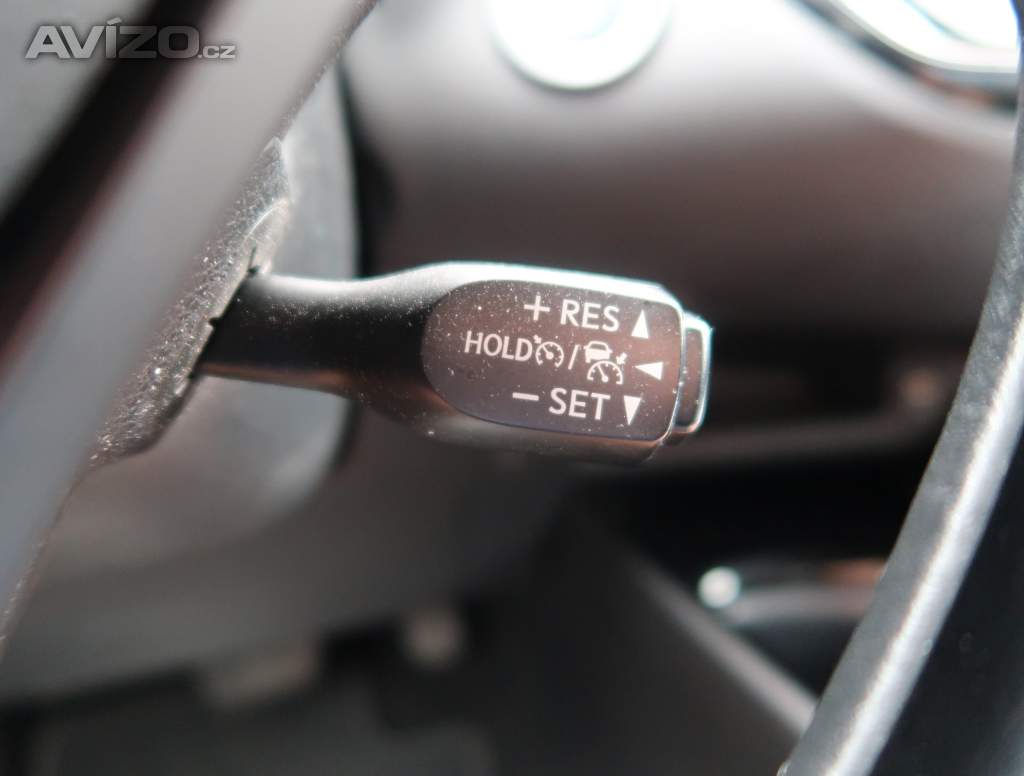 AVÍZO.cz
+ RES
HOLD /
- SET